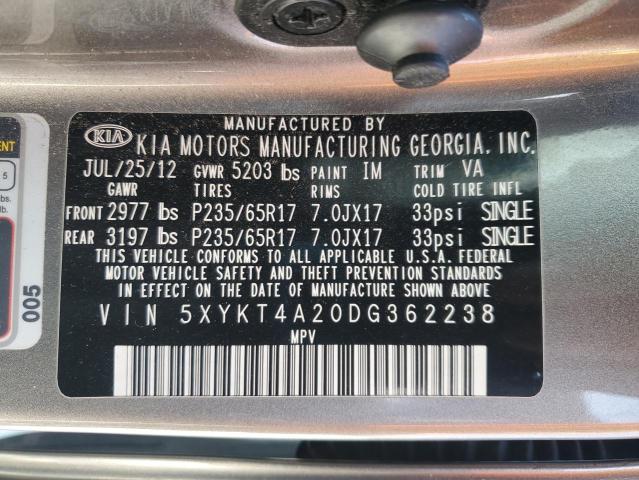 MANUFACTURED BY
KIA KIA MOTORS MANUFACTURING GEORGIA. INC.
JUL/25/12 GVWR 5203 lbs PAINT IM TRIM VA
GAWR TIRES RIMS COLD TIRE INFL
FRONT 2977 lbs P235/65R17 7.0JX17 33psi SINGLE
REAR 3197 lbs P235/65R17 7.0JX17 33psi SINGLE
THIS VEHICLE CONFORMS TO ALL APPLICABLE U.S.A. FEDERAL
MOTOR VEHICLE SAFETY AND THEFT PREVENTION STANDARDS
IN EFFECT ON THE DATE OF MANUFACTURE SHOWN ABOVE
VIN 5XYKT4A20DG362238
MPV
5
005